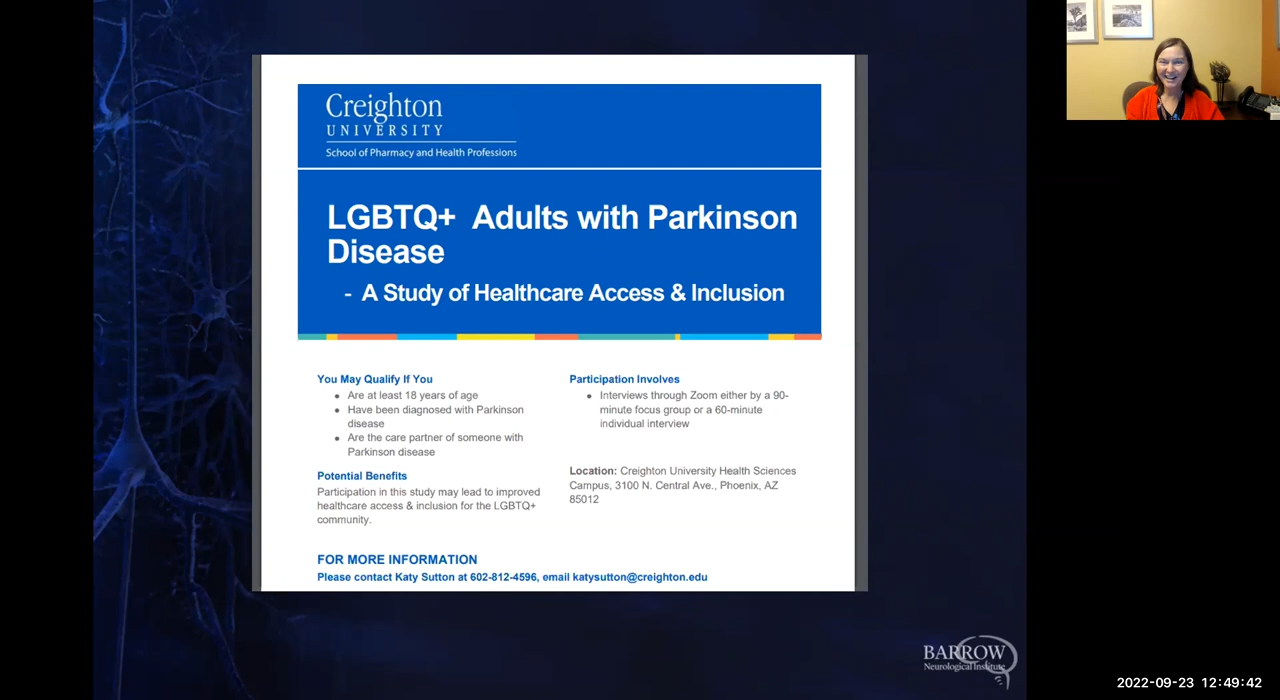 Creighton
UNIVERSITY
School of Pharmacy and Health Professions
LGBTQ+ Adults with Parkinson
Disease
- A Study of Healthcare Access & Inclusion
You May Qualify If You
● Are at least 18 years of age
● Have been diagnosed with Parkinson
disease
● Are the care partner of someone with
Parkinson disease
Potential Benefits
Participation in this study may lead to improved
healthcare access & inclusion for the LGBTQ+
community.
Participation Involves
● Interviews through Zoom either by a 90-
minute focus group or a 60-minute
individual interview
Location: Creighton University Health Sciences
Campus, 3100 N. Central Ave., Phoenix, AZ
85012
FOR MORE INFORMATION
Please contact Katy Sutton at 602-812-4596, email katysutton@creighton.edu
BARROW
Neurological Institute
2022-09-23 12:49:42